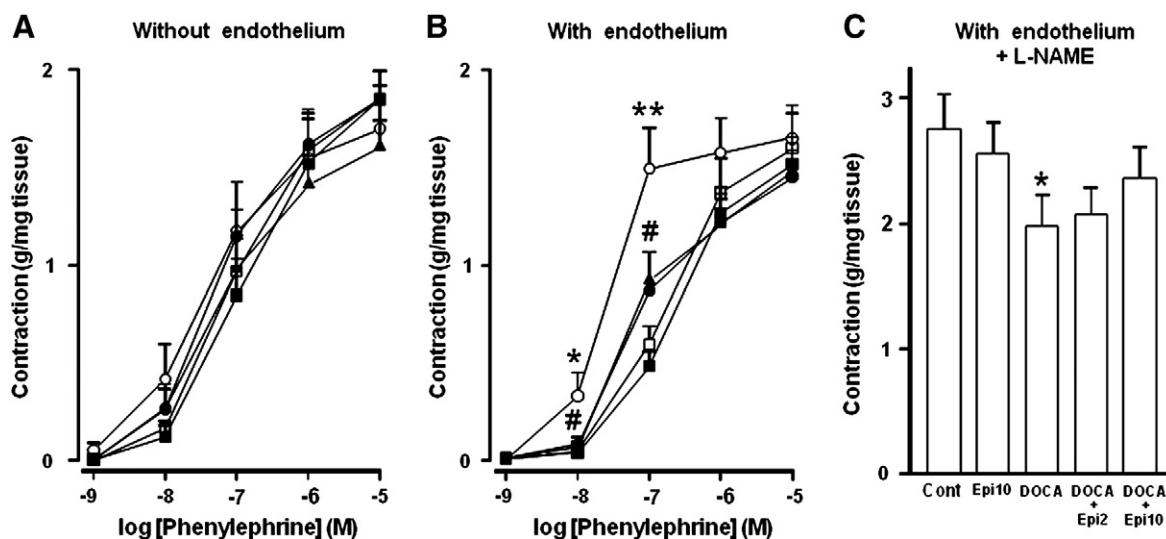 A
Without endothelium
Contraction (g/mg tissue)
2
1
0
-9 -8 -7 -6 -5
log [Phenylephrine] (M)
B
With endothelium
Contraction (g/mg tissue)
2
1
0
**
#
*
#
-9 -8 -7 -6 -5
log [Phenylephrine] (M)
C
With endothelium
+ L-NAME
Contraction (g/mg tissue)
3
2
1
0
*
Cont Epi10 DOCA DOCA + Epi2 DOCA + Epi10